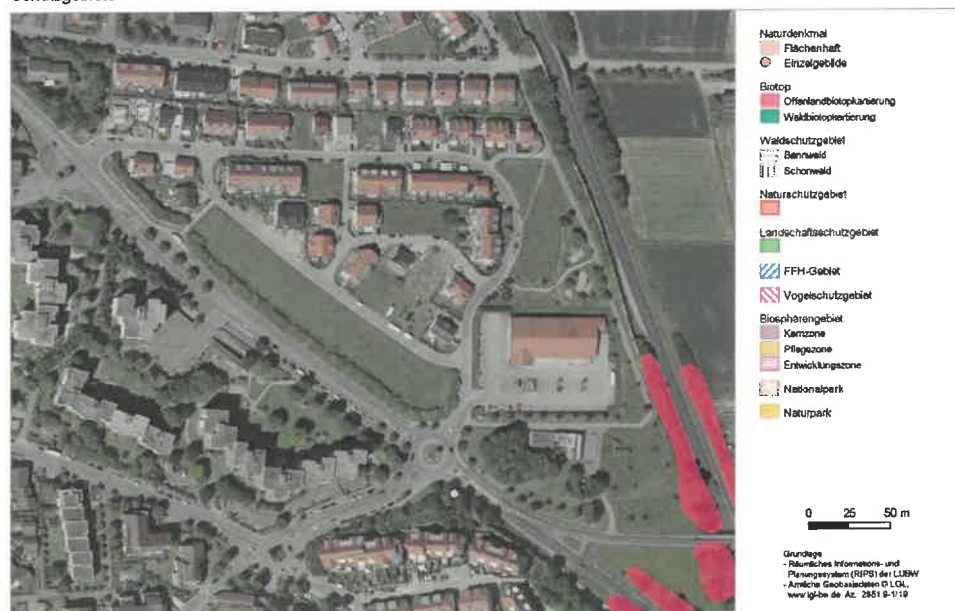 Naturdenkmal
Flächenhaft
Einzelgebilde
Biotop
Offenlandbiotopkartierung
Waldbiotopkartierung
Waldschutzgebiet
Bannwald
Schonwald
Naturschutzgebiet
Landschaftsschutzgebiet
FFH-Gebiet
Vogelschutzgebiet
Biosphärengebiet
Kernzone
Pflegezone
Entwicklungszone
Nationalpark
Naturpark
0 25 50 m
Grundlage
- Räumliches Informations- und
Planungssystem (RIPS) der LUBW
- Amtliche Geobasisdaten © LGL,
www.lgl-bw.de Az.: 2851.9-1/19